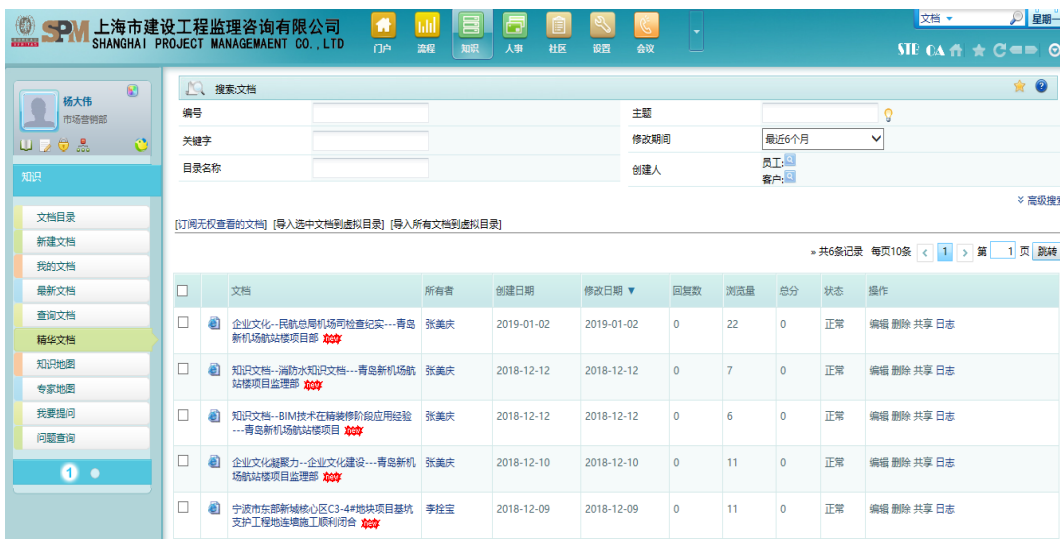 上海市建设工程监理咨询有限公司
SPM SHANGHAI PROJECT MANAGEMAENT CO., LTD
门户 流程 知识 人事 社区 设置 会议
文档 星期一
杨大伟
市场营销部
知识
文档目录
新建文档
我的文档
最新文档
查询文档
精华文档
知识地图
专家地图
我要提问
问题查询
1
搜索:文档
编号 主题
关键字 修改期间 最近6个月
目录名称 创建人 员工:
客户:
高级搜索
[订阅无权查看的文档] [导入选中文档到虚拟目录] [导入所有文档到虚拟目录]
» 共6条记录 每页10条 < 1 > 第 1 页 跳转
文档 所有者 创建日期 修改日期 ▼ 回复数 浏览量 总分 状态 操作
企业文化--民航总局机场司检查纪实---青岛 张美庆 2019-01-02 2019-01-02 0 22 0 正常 编辑 删除 共享 日志
新机场航站楼项目部 new
知识文档--消防水知识文档---青岛新机场航 张美庆 2018-12-12 2018-12-12 0 7 0 正常 编辑 删除 共享 日志
站楼项目监理部 new
知识文档--BIM技术在精装修阶段应用经验 张美庆 2018-12-12 2018-12-12 0 6 0 正常 编辑 删除 共享 日志
---青岛新机场航站楼项目 new
企业文化凝聚力--企业文化建设---青岛新机 张美庆 2018-12-10 2018-12-10 0 11 0 正常 编辑 删除 共享 日志
场航站楼项目监理部 new
宁波市东部新城核心区C3-4#地块项目基坑 李拴宝 2018-12-09 2018-12-09 0 11 0 正常 编辑 删除 共享 日志
支护工程地连墙施工顺利闭合 new